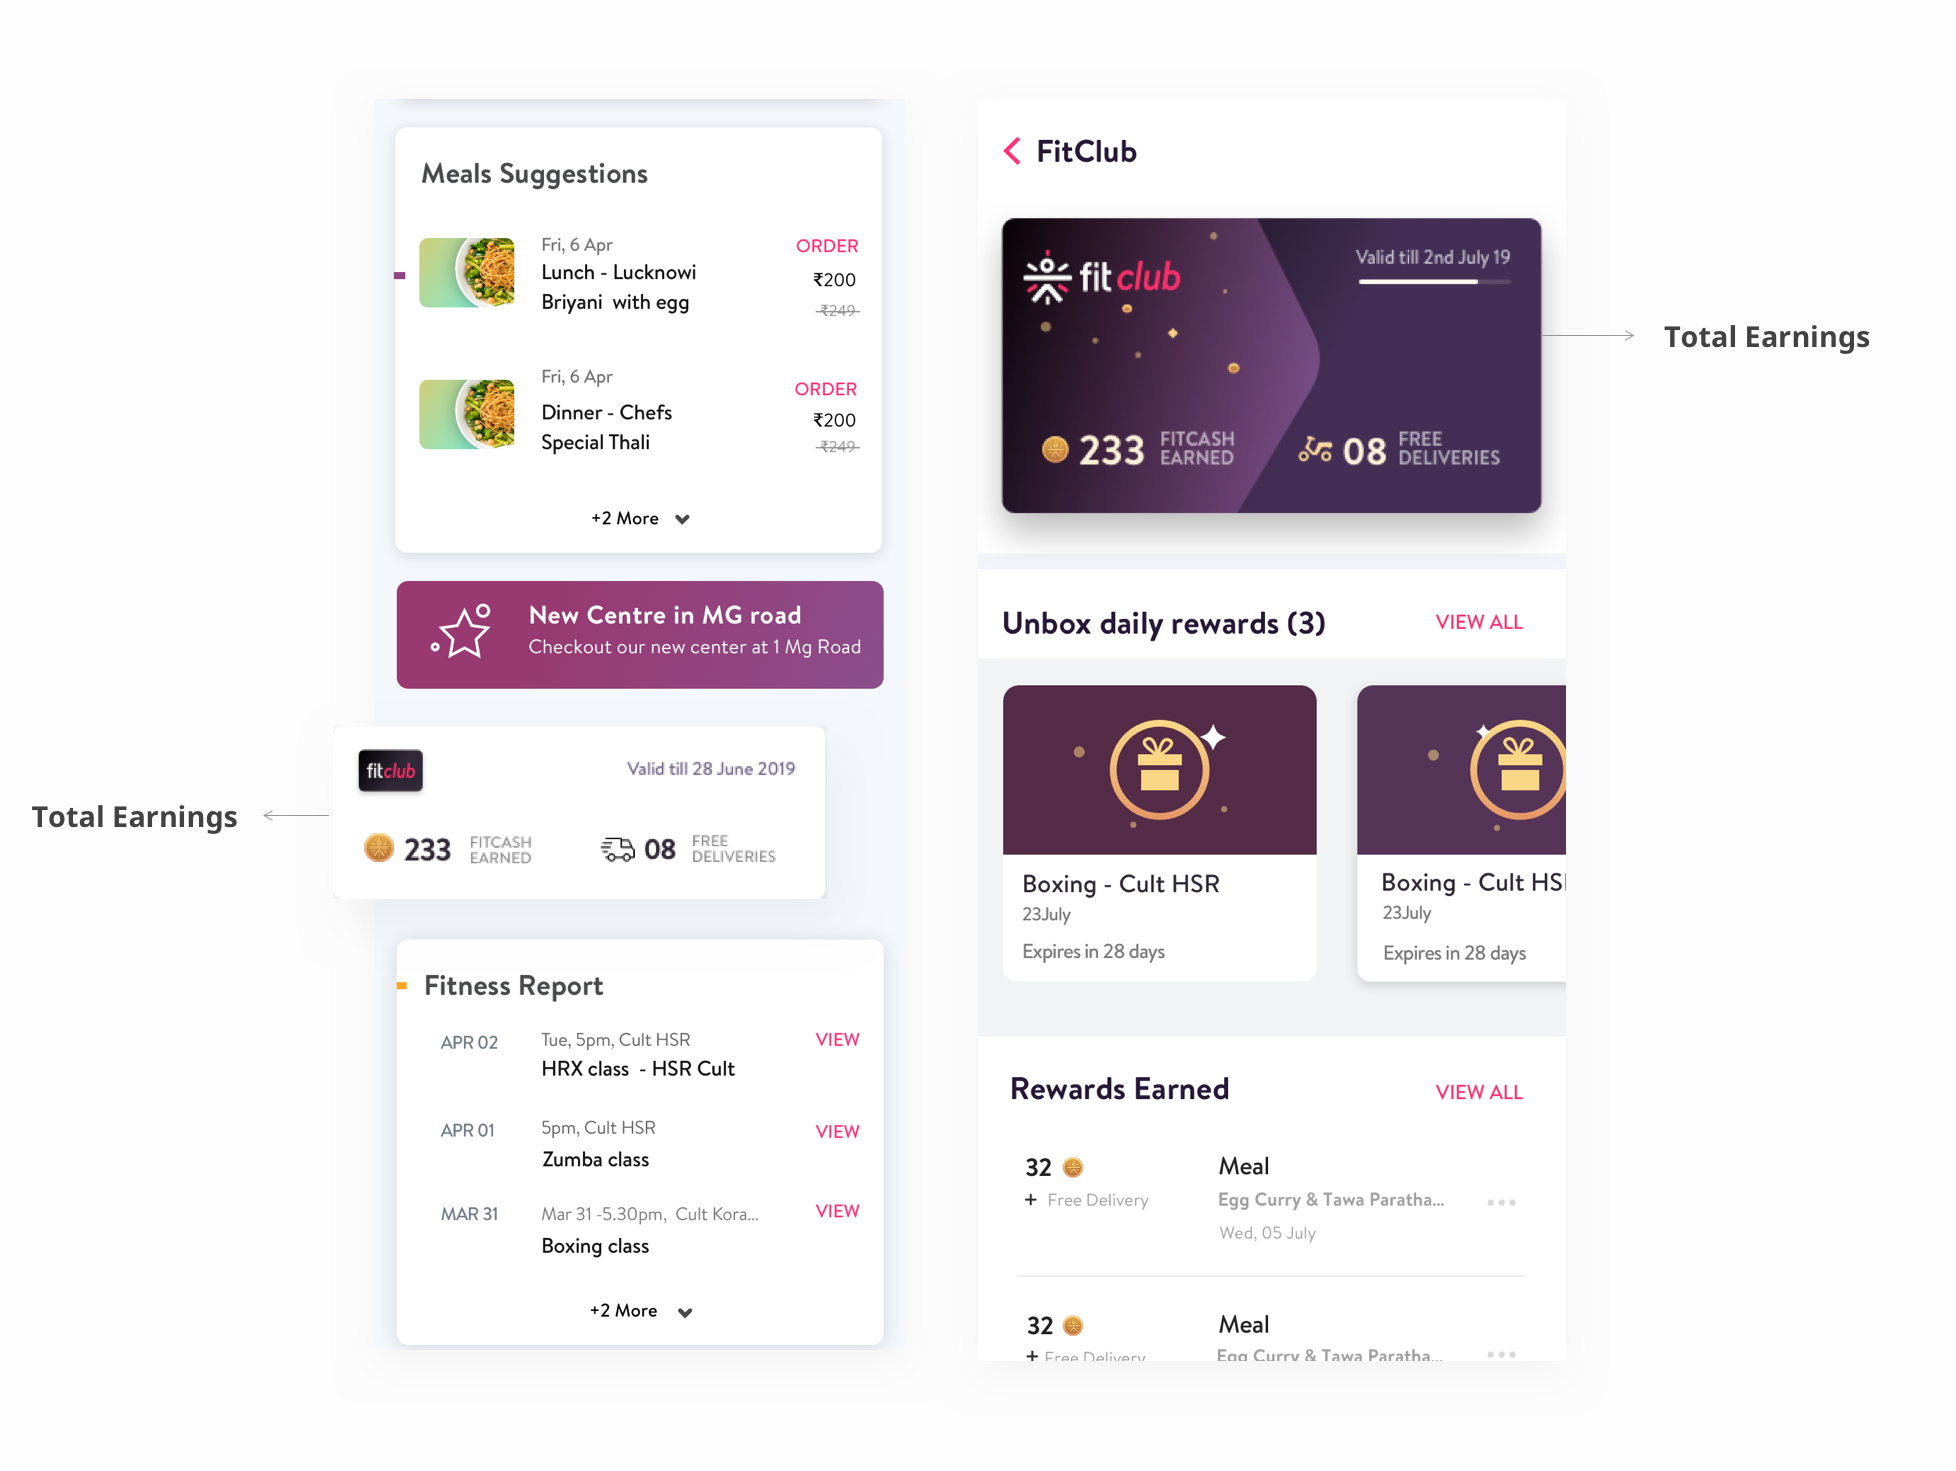 Meals Suggestions
Fri, 6 Apr
ORDER
Lunch - Lucknowi
Briyani with egg
₹200
₹249
Fri, 6 Apr
ORDER
Dinner - Chefs
Special Thali
₹200
₹249
+2 More
New Centre in MG road
Checkout our new center at 1 Mg Road
Total Earnings
fitclub
Valid till 28 June 2019
233
FITCASH
EARNED
08
FREE
DELIVERIES
Fitness Report
APR 02
Tue, 5pm, Cult HSR
VIEW
HRX class - HSR Cult
APR 01
5pm, Cult HSR
VIEW
Zumba class
MAR 31
Mar 31 -5.30pm, Cult Kora...
VIEW
Boxing class
+2 More
FitClub
fit club
Valid till 2nd July 19
Total Earnings
233
FITCASH
EARNED
08
FREE
DELIVERIES
Unbox daily rewards (3)
VIEW ALL
Boxing - Cult HSR
23July
Expires in 28 days
Boxing - Cult HSR
23July
Expires in 28 days
Rewards Earned
VIEW ALL
32
Meal
+ Free Delivery
Egg Curry & Tawa Paratha...
Wed, 05 July
32
Meal
+ Free Delivery
Egg Curry & Tawa Paratha...